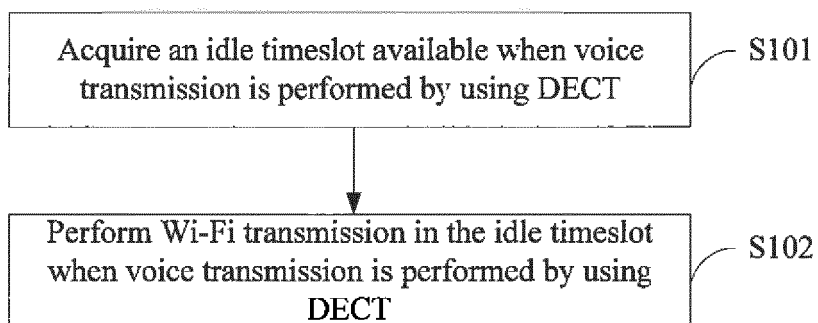 Acquire an idle timeslot available when voice
transmission is performed by using DECT
S101
Perform Wi-Fi transmission in the idle timeslot
when voice transmission is performed by using
DECT
S102